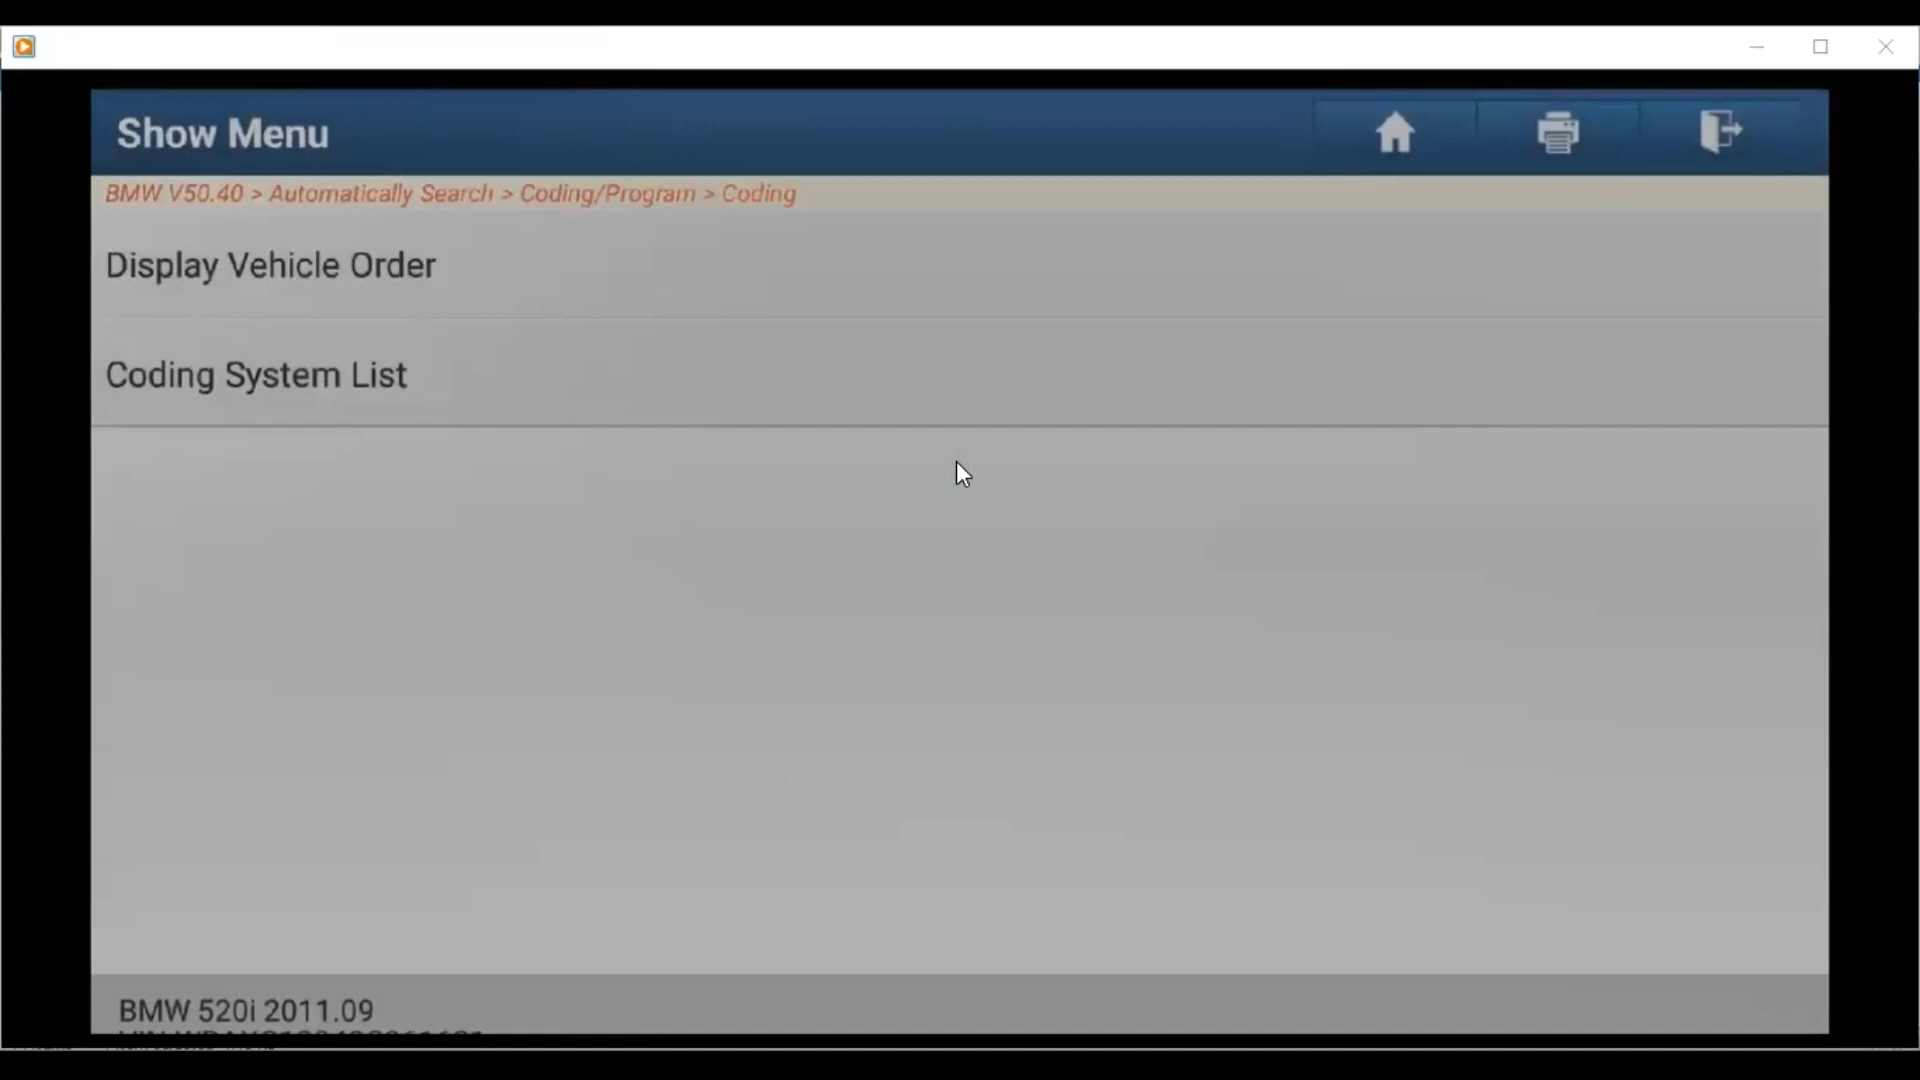 Show Menu
BMW V50.40 > Automatically Search > Coding/Program > Coding
Display Vehicle Order
Coding System List
BMW 520i 2011.09